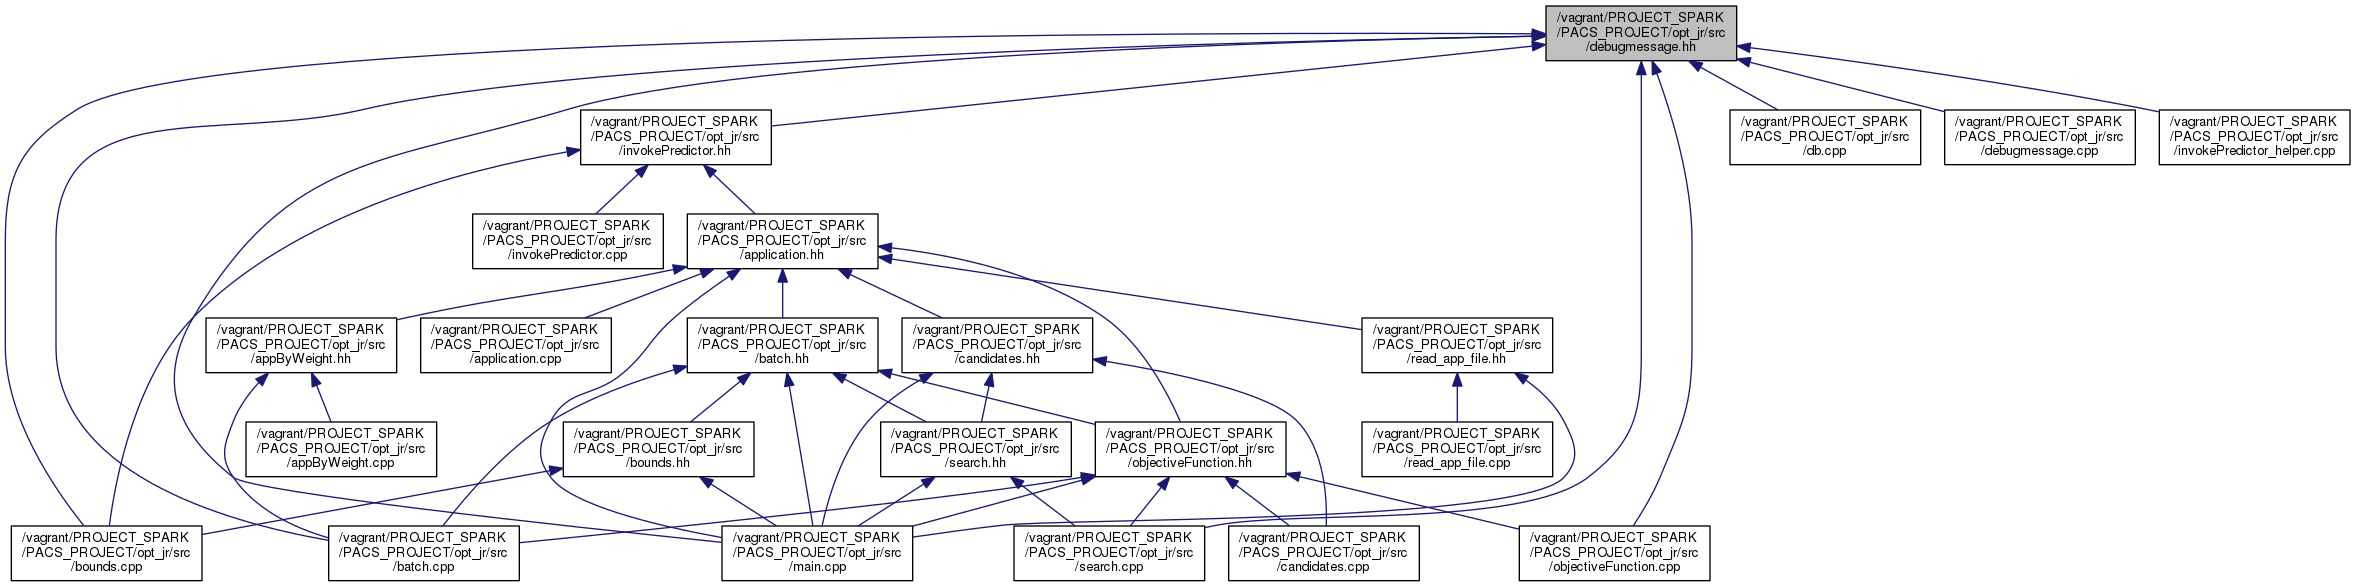 /vagrant/PROJECT_SPARK
/PACS_PROJECT/opt_jr/src
/debugmessage.hh
/vagrant/PROJECT_SPARK
/PACS_PROJECT/opt_jr/src
/invokePredictor.hh
/vagrant/PROJECT_SPARK
/PACS_PROJECT/opt_jr/src
/db.cpp
/vagrant/PROJECT_SPARK
/PACS_PROJECT/opt_jr/src
/debugmessage.cpp
/vagrant/PROJECT_SPARK
/PACS_PROJECT/opt_jr/src
/invokePredictor_helper.cpp
/vagrant/PROJECT_SPARK
/PACS_PROJECT/opt_jr/src
/invokePredictor.cpp
/vagrant/PROJECT_SPARK
/PACS_PROJECT/opt_jr/src
/application.hh
/vagrant/PROJECT_SPARK
/PACS_PROJECT/opt_jr/src
/appByWeight.hh
/vagrant/PROJECT_SPARK
/PACS_PROJECT/opt_jr/src
/application.cpp
/vagrant/PROJECT_SPARK
/PACS_PROJECT/opt_jr/src
/batch.hh
/vagrant/PROJECT_SPARK
/PACS_PROJECT/opt_jr/src
/candidates.hh
/vagrant/PROJECT_SPARK
/PACS_PROJECT/opt_jr/src
/read_app_file.hh
/vagrant/PROJECT_SPARK
/PACS_PROJECT/opt_jr/src
/appByWeight.cpp
/vagrant/PROJECT_SPARK
/PACS_PROJECT/opt_jr/src
/bounds.hh
/vagrant/PROJECT_SPARK
/PACS_PROJECT/opt_jr/src
/search.hh
/vagrant/PROJECT_SPARK
/PACS_PROJECT/opt_jr/src
/objectiveFunction.hh
/vagrant/PROJECT_SPARK
/PACS_PROJECT/opt_jr/src
/read_app_file.cpp
/vagrant/PROJECT_SPARK
/PACS_PROJECT/opt_jr/src
/bounds.cpp
/vagrant/PROJECT_SPARK
/PACS_PROJECT/opt_jr/src
/batch.cpp
/vagrant/PROJECT_SPARK
/PACS_PROJECT/opt_jr/src
/main.cpp
/vagrant/PROJECT_SPARK
/PACS_PROJECT/opt_jr/src
/search.cpp
/vagrant/PROJECT_SPARK
/PACS_PROJECT/opt_jr/src
/candidates.cpp
/vagrant/PROJECT_SPARK
/PACS_PROJECT/opt_jr/src
/objectiveFunction.cpp